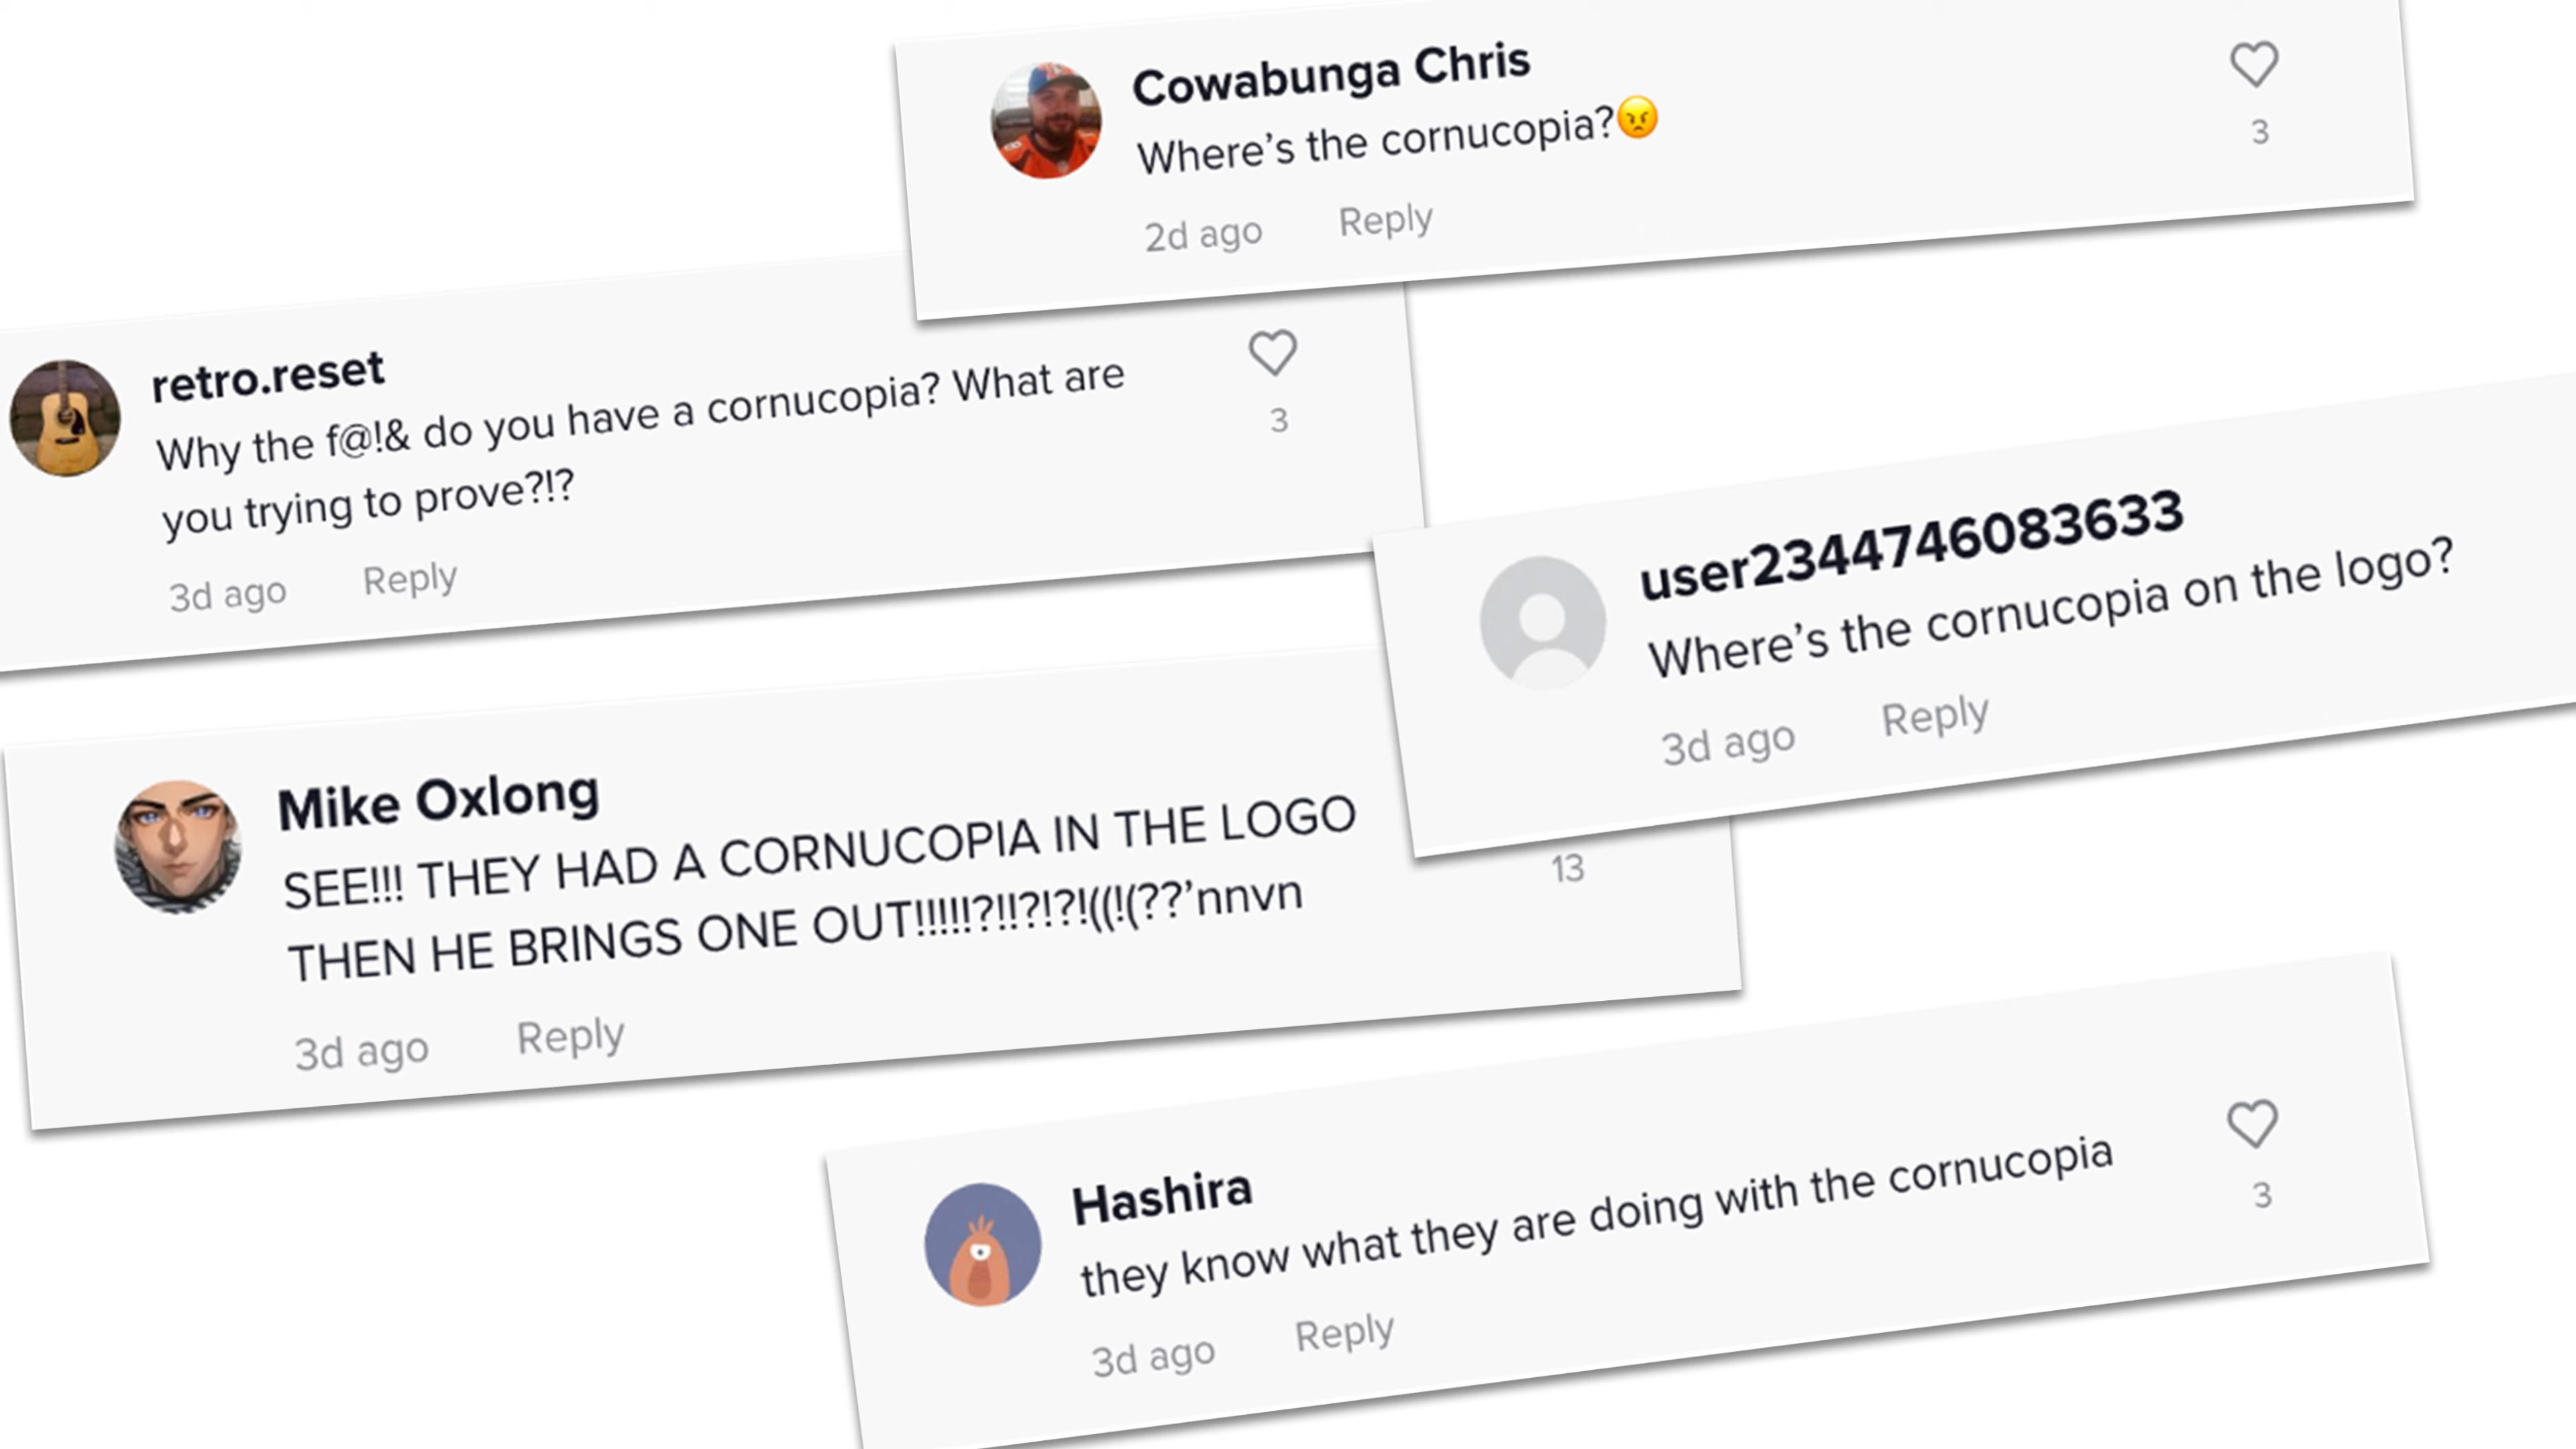 Cowabunga Chris
Where's the cornucopia?😠
2d ago Reply
3
retro.reset
Why the f@!& do you have a cornucopia? What are
you trying to prove?!?
3d ago Reply
3
user2344746083633
Where's the cornucopia on the logo?
3d ago Reply
Mike Oxlong
SEE!!! THEY HAD A CORNUCOPIA IN THE LOGO
THEN HE BRINGS ONE OUT!!!!!?!!?!?!((!(??'nnvn
3d ago Reply
13
Hashira
they know what they are doing with the cornucopia
3d ago Reply
3